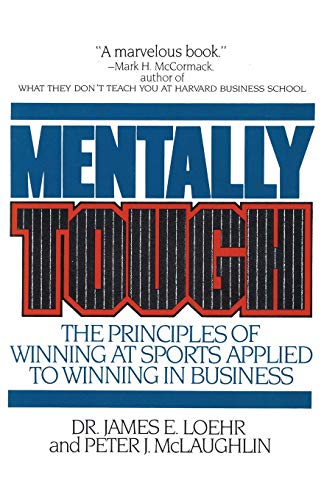 "A marvelous book."
–Mark H. McCormack,
author of
WHAT THEY DON'T TEACH YOU AT HARVARD BUSINESS SCHOOL
MENTALLY
TOUGH
THE PRINCIPLES OF
WINNING AT SPORTS APPLIED
TO WINNING IN BUSINESS
DR. JAMES E. LOEHR
and PETER J. McLAUGHLIN